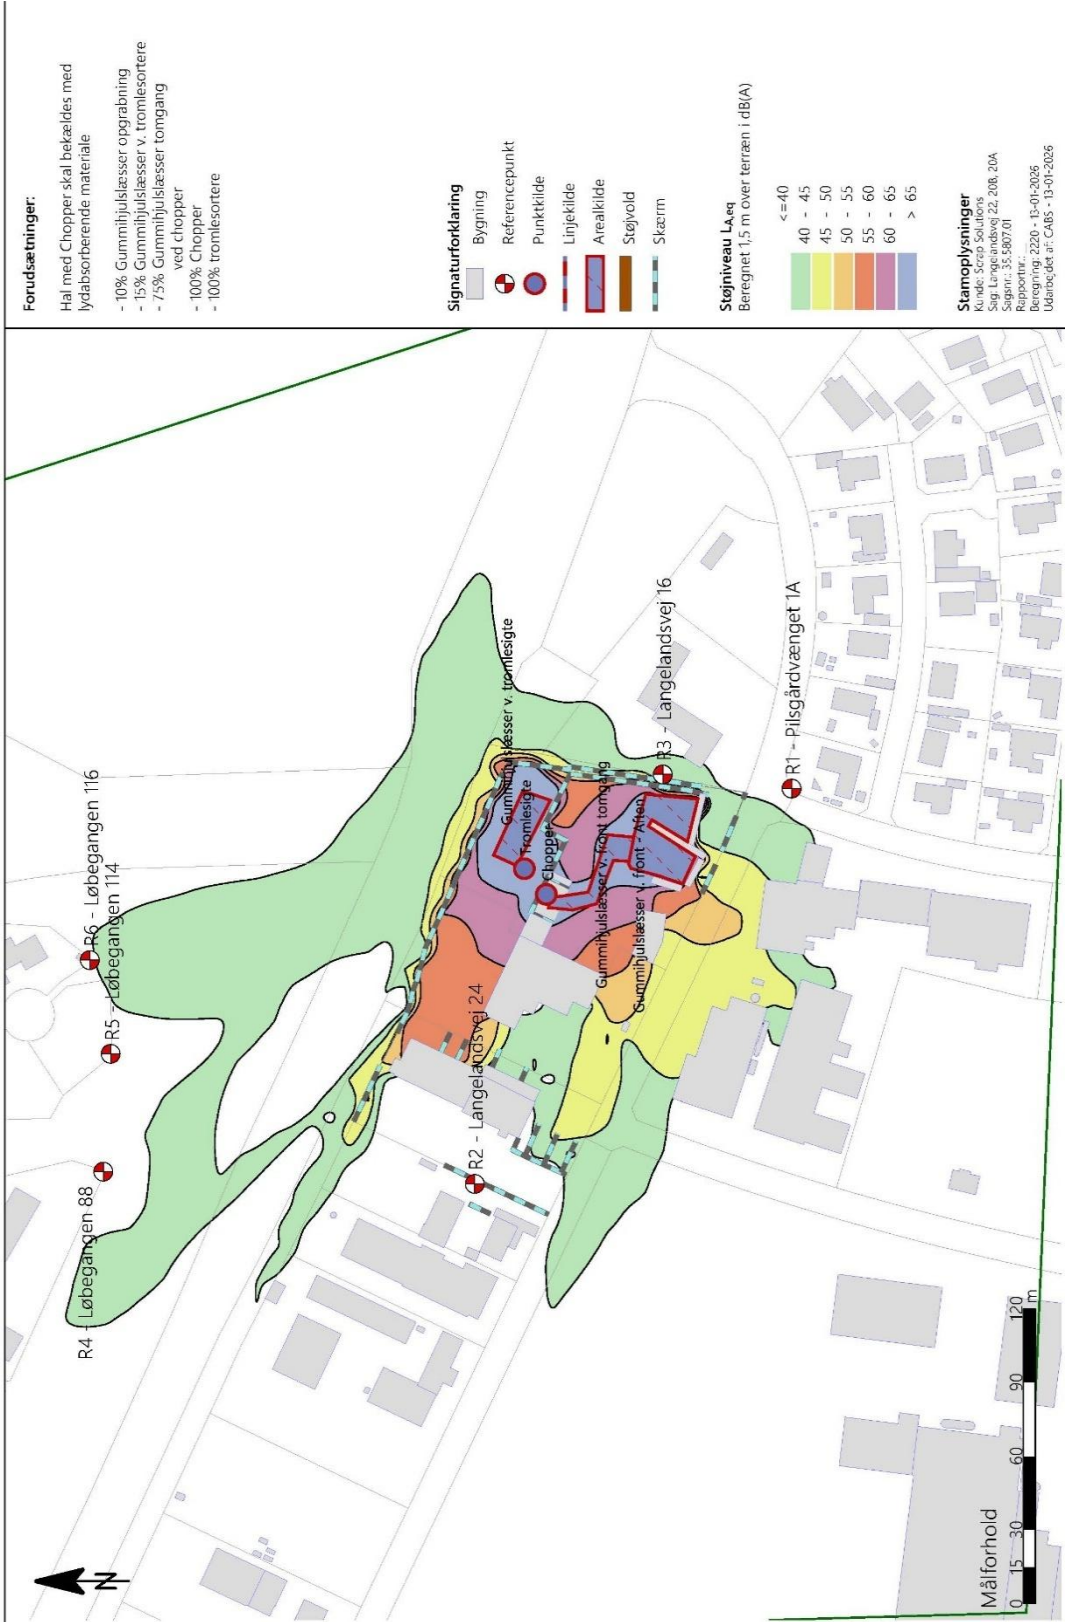 Forudsætninger:
Hal med Chopper skal beklædes med
lydabsorberende materiale
- 10% Gummihjulslæsser opgrabning
- 15% Gummihjulslæsser v. tromlesortere
- 75% Gummihjulslæsser tomgang
ved chopper
- 100% Chopper
- 100% tromlesortere
Signaturforklaring
Bygning
Referencepunkt
Punktkilde
Linjekilde
Arealkilde
Støjvold
Skærm
Støjniveau LA,eq
Beregnet 1,5 m over terræn i dB(A)
<=40
40 - 45
45 - 50
50 - 55
55 - 60
60 - 65
> 65
Stamoplysninger
Kunde: Scrap Solutions
Sag: Langelandsvej 22, 20B, 20A
Sagsnr.: 35.5807.01
Rapportnr.:
Beregning: 2220 - 13-01-2026
Udarbejdet af: CABS - 13-01-2026
N
R4 - Løbegangen 88
R5 - Løbegangen 114
R6 - Løbegangen 116
R2 - Langelandsvej 24
Gummihjulslæsser v. tromlesigte
Tromlesigte
Chopper
Gummihjulslæsser v. front tomgang
Gummihjulslæsser v. front - Aften
R3 - Langelandsvej 16
R1 - Pilsgårdvænget 1A
Målforhold
0 15 30 60 90 120
m